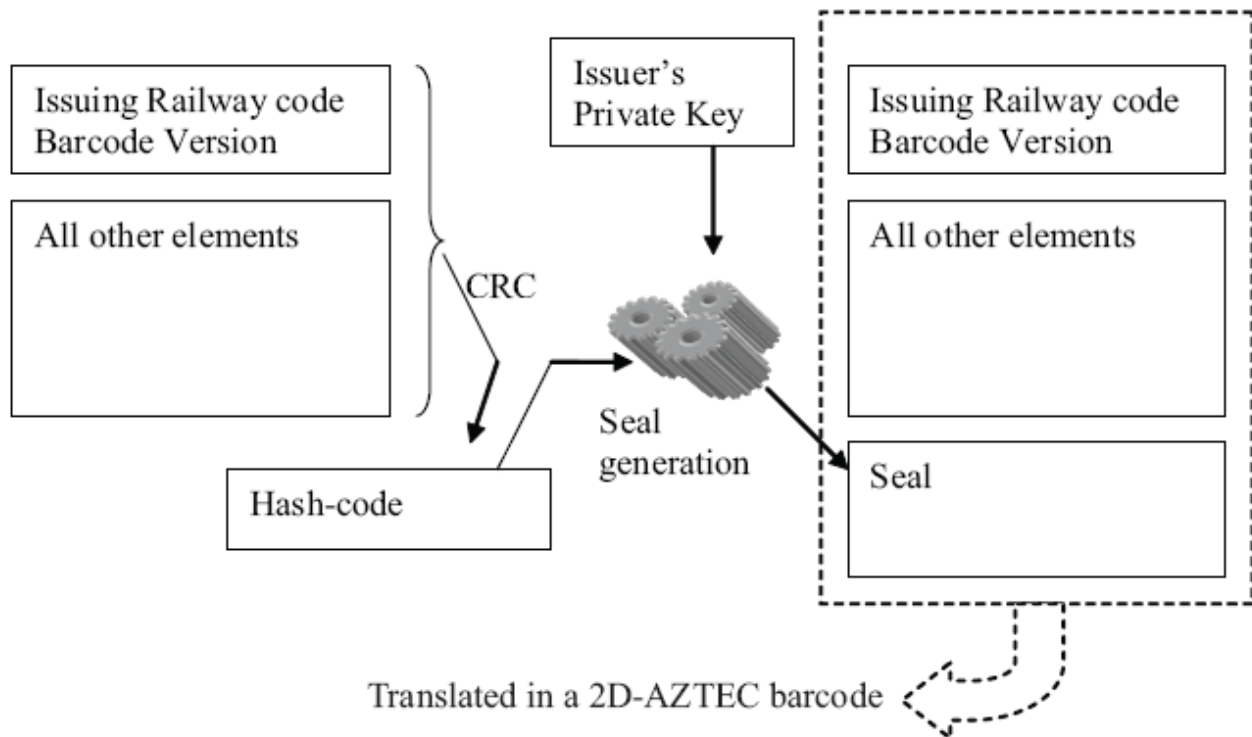 Issuing Railway code
Barcode Version
All other elements
CRC
Hash-code
Issuer’s
Private Key
Seal
generation
Issuing Railway code
Barcode Version
All other elements
Seal
Translated in a 2D-AZTEC barcode